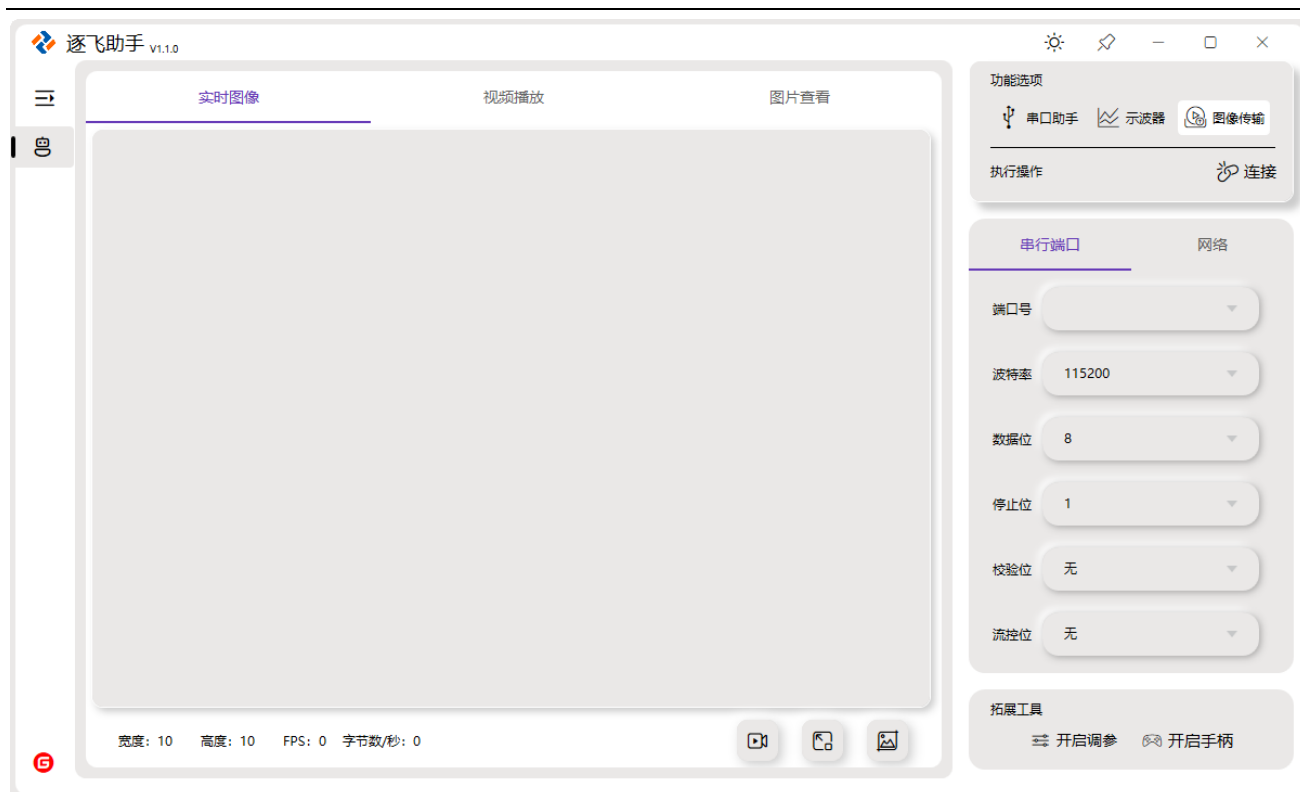 逐飞助手 V1.1.0
实时图像 视频播放 图片查看
宽度: 10 高度: 10 FPS: 0 字节数/秒: 0
功能选项
串口助手 示波器 图像传输
执行操作 连接
串行端口 网络
端口号
波特率 115200
数据位 8
停止位 1
校验位 无
流控位 无
拓展工具
开启调参 开启手柄
G